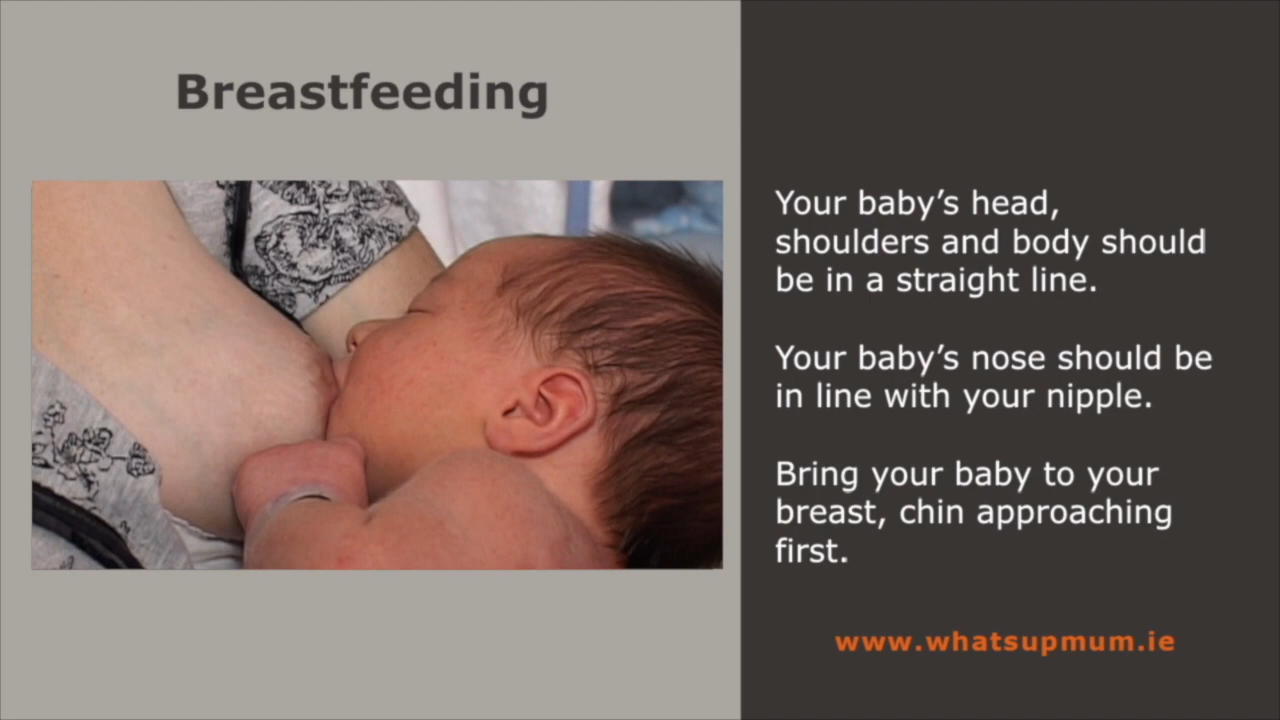 Breastfeeding
Your baby’s head,
shoulders and body should
be in a straight line.
Your baby’s nose should be
in line with your nipple.
Bring your baby to your
breast, chin approaching
first.
www.whatsupmum.ie